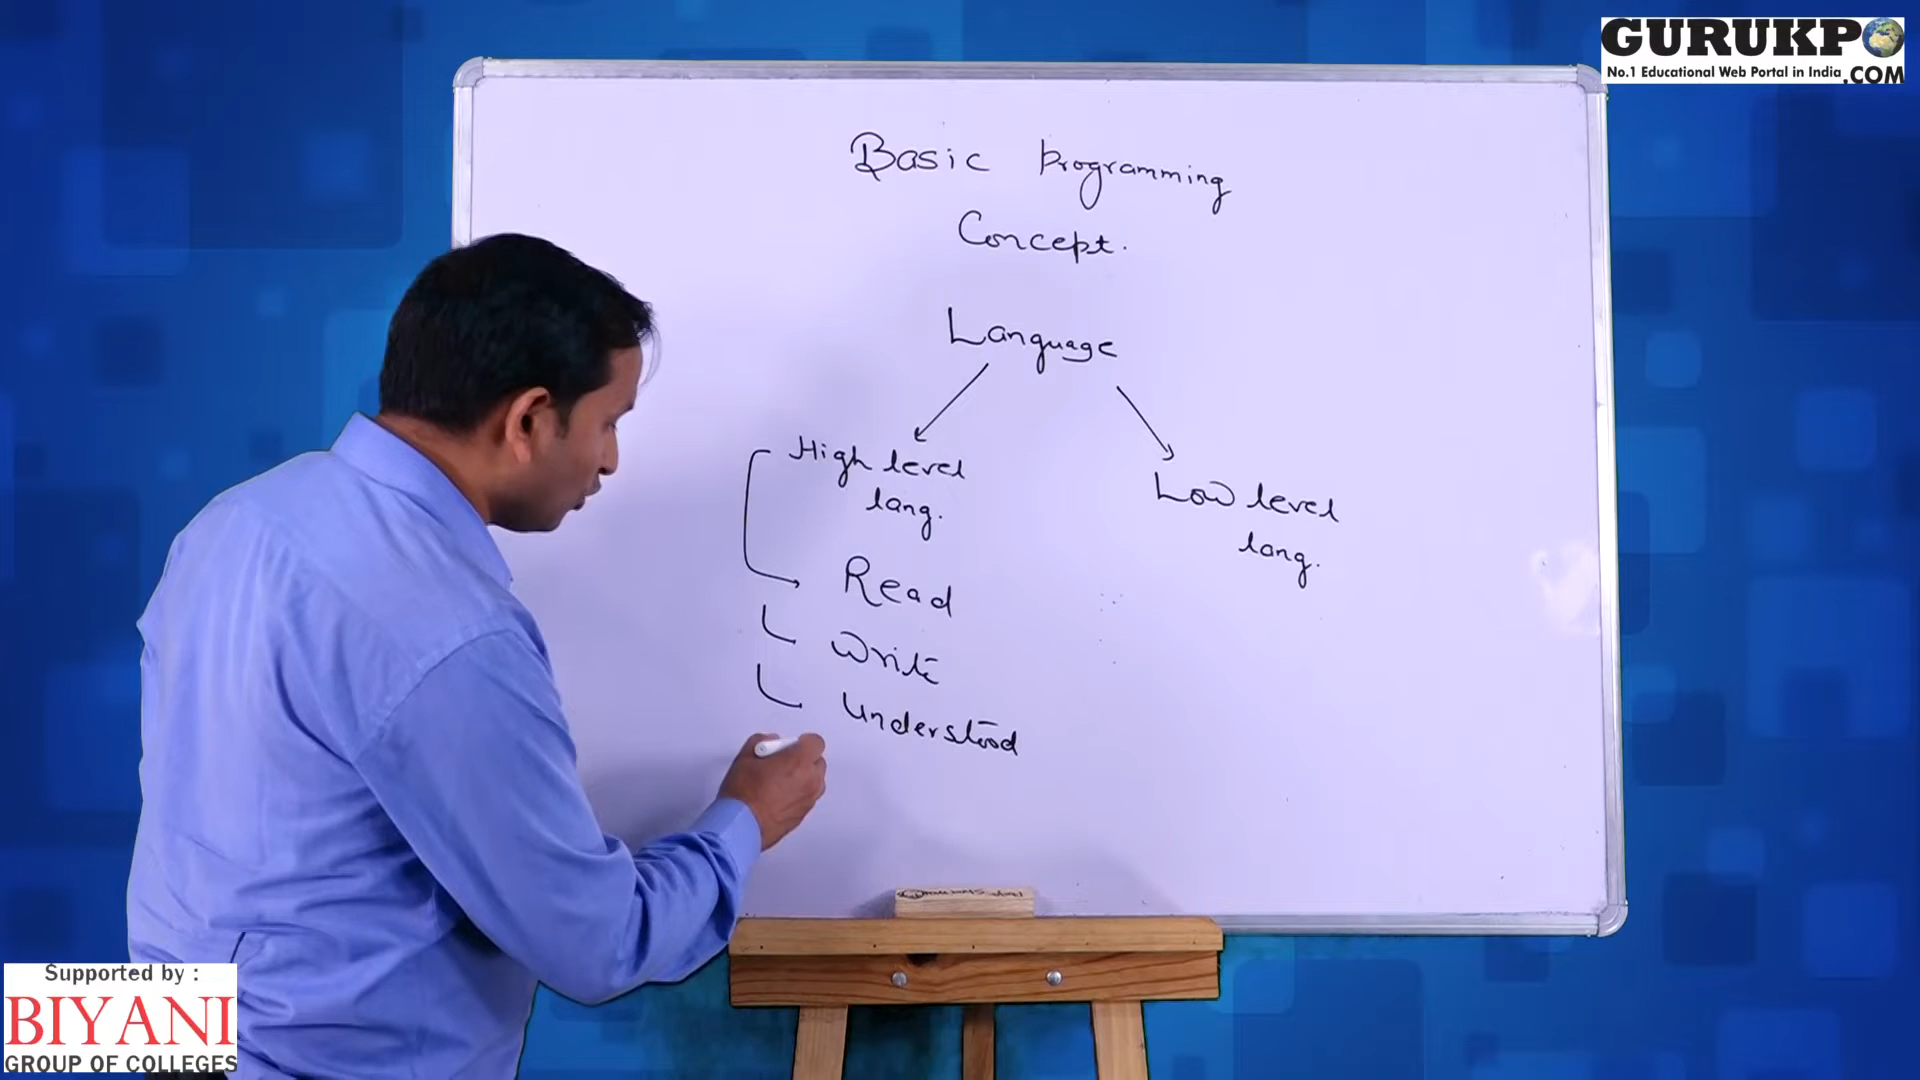 GURUKPO
No.1 Educational Web Portal in India
.COM
Basic Programming
Concept.
Language
High level
lang.
Low level
lang.
Read
Write
Understood
Supported by :
BIYANI
GROUP OF COLLEGES